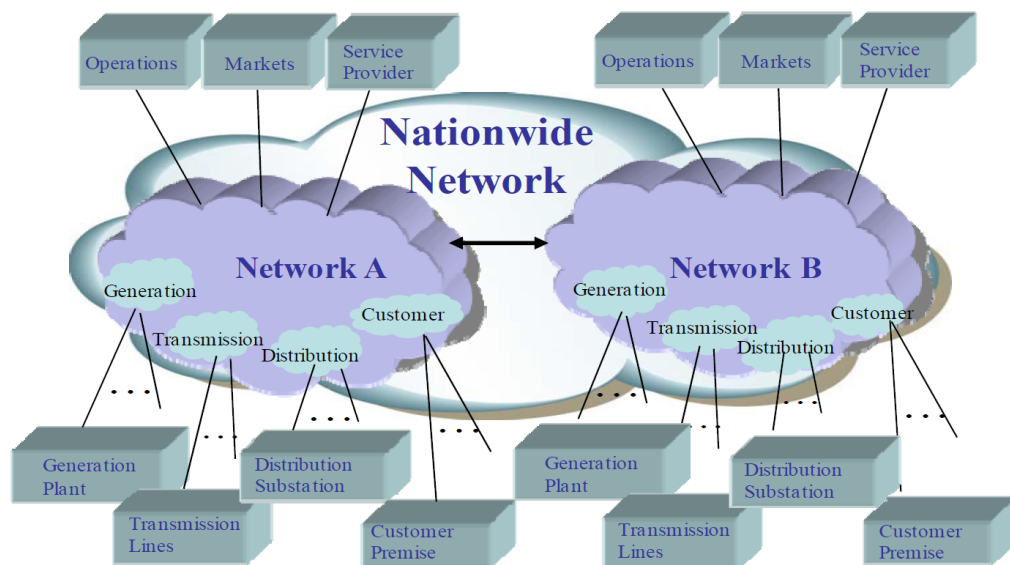 Operations
Markets
Service
Provider
Operations
Markets
Service
Provider
Nationwide
Network
Network A
Network B
Generation
Transmission
Distribution
Customer
Generation
Transmission
Distribution
Customer
...
...
...
...
...
...
...
...
Generation
Plant
Transmission
Lines
Distribution
Substation
Customer
Premise
Generation
Plant
Transmission
Lines
Distribution
Substation
Customer
Premise